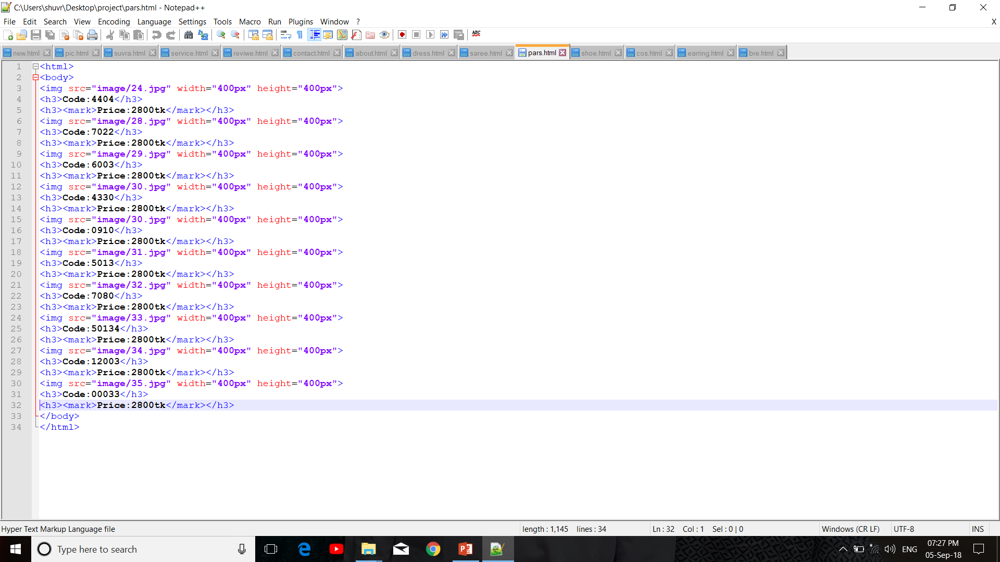 C:\Users\shuvr\Desktop\project\pars.html - Notepad++
File Edit Search View Encoding Language Settings Tools Macro Run Plugins Window ? X
ABC
new.html pic.html suvra.html service.html reviwe.html contact.html about.html dress.html saree.html pars.html shoe.html cos.html earring.html bre.html
1 <html>
2 <body>
3 <img src="image/24.jpg" width="400px" height="400px">
4 <h3>Code:4404</h3>
5 <h3><mark>Price:2800tk</mark></h3>
6 <img src="image/28.jpg" width="400px" height="400px">
7 <h3>Code:7022</h3>
8 <h3><mark>Price:2800tk</mark></h3>
9 <img src="image/29.jpg" width="400px" height="400px">
10 <h3>Code:6003</h3>
11 <h3><mark>Price:2800tk</mark></h3>
12 <img src="image/30.jpg" width="400px" height="400px">
13 <h3>Code:4330</h3>
14 <h3><mark>Price:2800tk</mark></h3>
15 <img src="image/30.jpg" width="400px" height="400px">
16 <h3>Code:0910</h3>
17 <h3><mark>Price:2800tk</mark></h3>
18 <img src="image/31.jpg" width="400px" height="400px">
19 <h3>Code:5013</h3>
20 <h3><mark>Price:2800tk</mark></h3>
21 <img src="image/32.jpg" width="400px" height="400px">
22 <h3>Code:7080</h3>
23 <h3><mark>Price:2800tk</mark></h3>
24 <img src="image/33.jpg" width="400px" height="400px">
25 <h3>Code:50134</h3>
26 <h3><mark>Price:2800tk</mark></h3>
27 <img src="image/34.jpg" width="400px" height="400px">
28 <h3>Code:12003</h3>
29 <h3><mark>Price:2800tk</mark></h3>
30 <img src="image/35.jpg" width="400px" height="400px">
31 <h3>Code:00033</h3>
32 <h3><mark>Price:2800tk</mark></h3>
33 </body>
34 </html>
Hyper Text Markup Language file length : 1,145 lines : 34 Ln : 32 Col : 1 Sel : 0 | 0 Windows (CR LF) UTF-8 INS
Type here to search ENG 07:27 PM
05-Sep-18